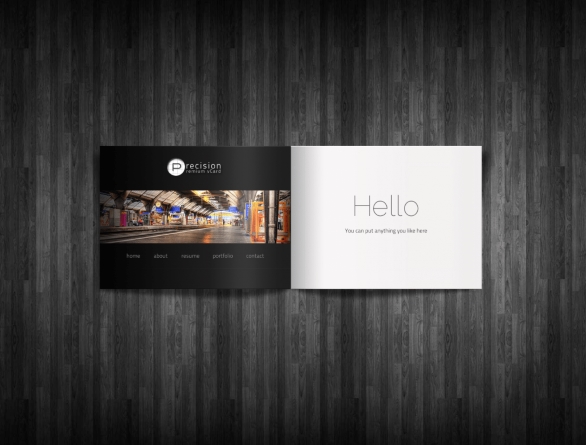 Precision
Premium vCard
home about resume portfolio contact
Hello
You can put anything you like here